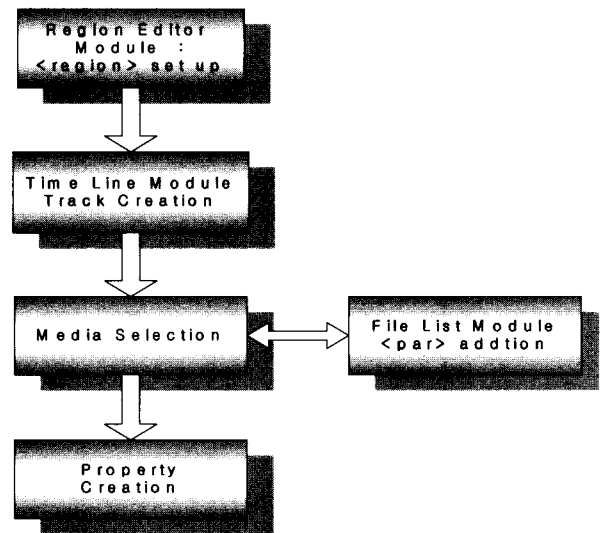 Region Editor
Module :
<region> set up
Time Line Module
Track Creation
Media Selection
File List Module
<par> addtion
Property
Creation